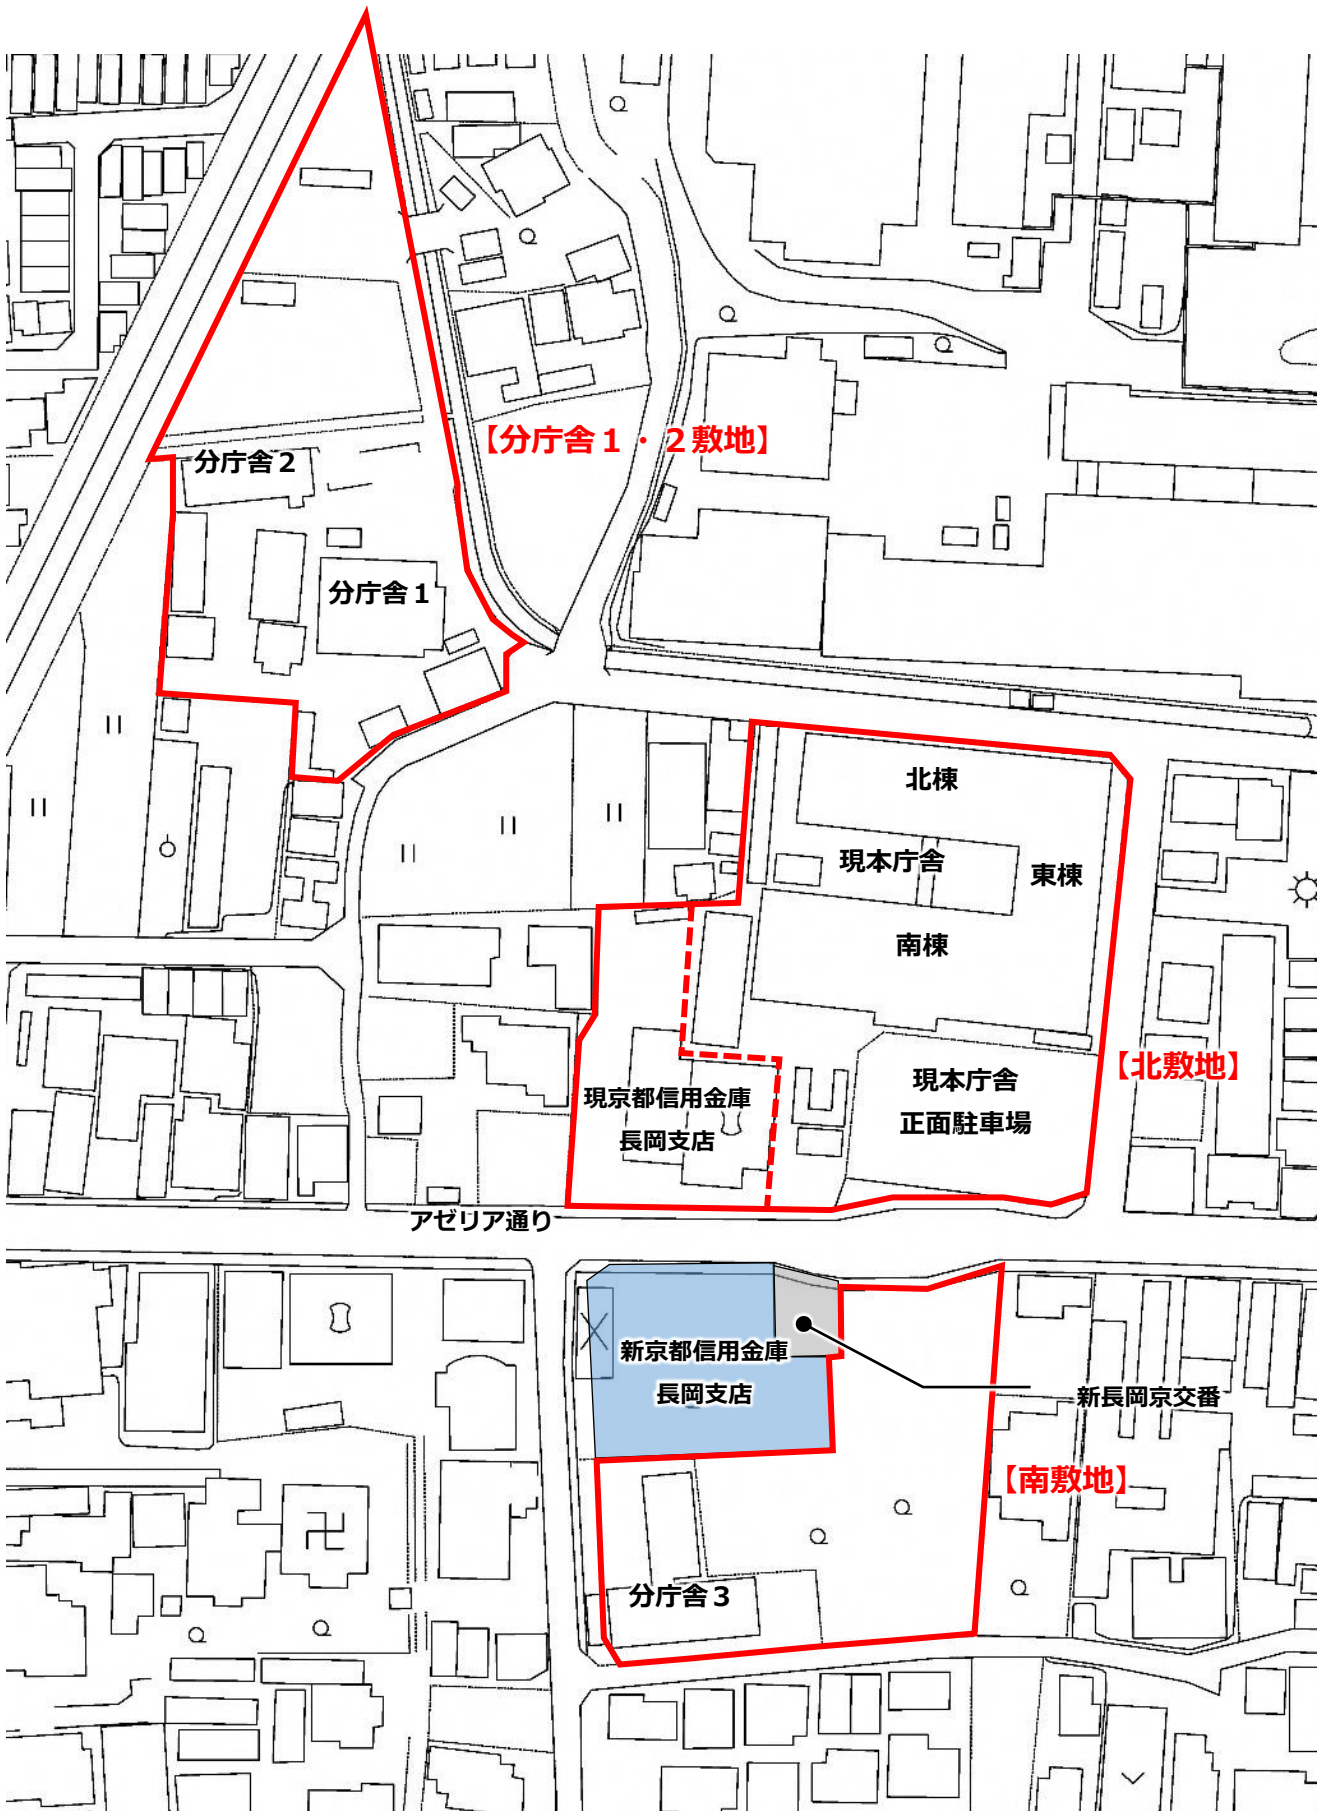 【分庁舎１・２敷地】
分庁舎２
分庁舎１
北棟
現本庁舎
東棟
南棟
【北敷地】
現本庁舎
正面駐車場
現京都信用金庫
長岡支店
アゼリア通り
新京都信用金庫
長岡支店
新長岡京交番
【南敷地】
分庁舎３